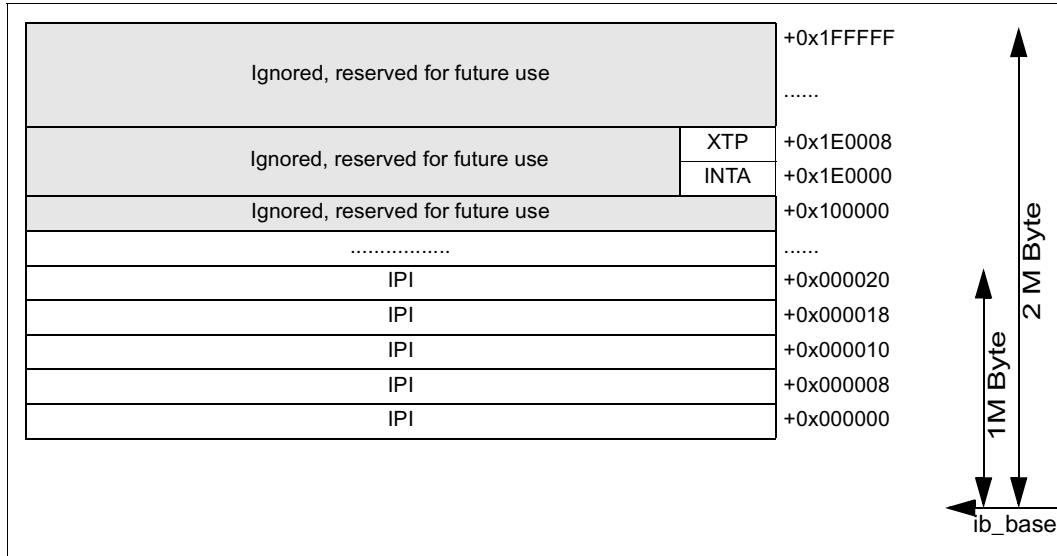 +0x1FFFFF
Ignored, reserved for future use
......
XTP +0x1E0008
Ignored, reserved for future use
INTA +0x1E0000
Ignored, reserved for future use +0x100000
................. ......
IPI +0x000020
IPI +0x000018
IPI +0x000010
IPI +0x000008
IPI +0x000000
2 M Byte
1M Byte
ib_base